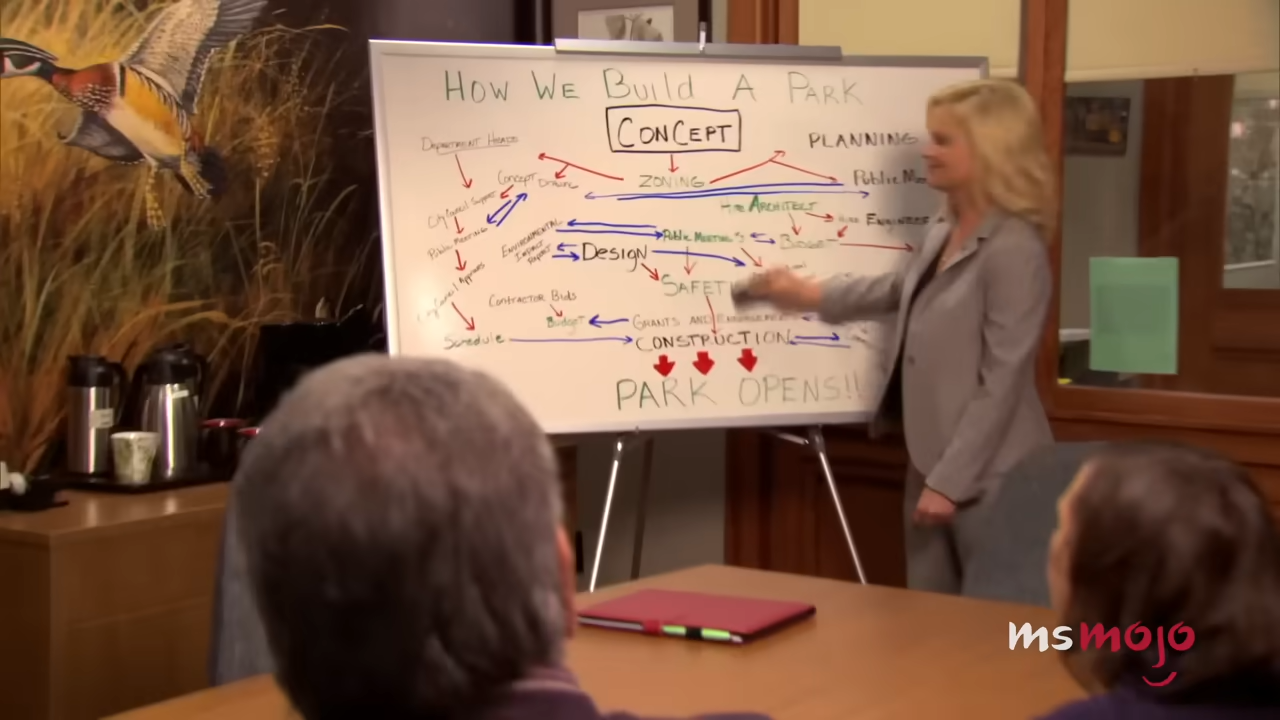 How We Build A Park
Concept
Department Heads
Planning
Concept Drawing
Zoning
Public
City Council Support
Hire Architect
Hire Engineer
Public Meeting
Environmental
Impact
Report
Public Meetings
Budget
Design
Safety
City Council Approves
Contractor Bids
Budget
Grants and
Schedule
Construction
Park Opens!!
msmojo